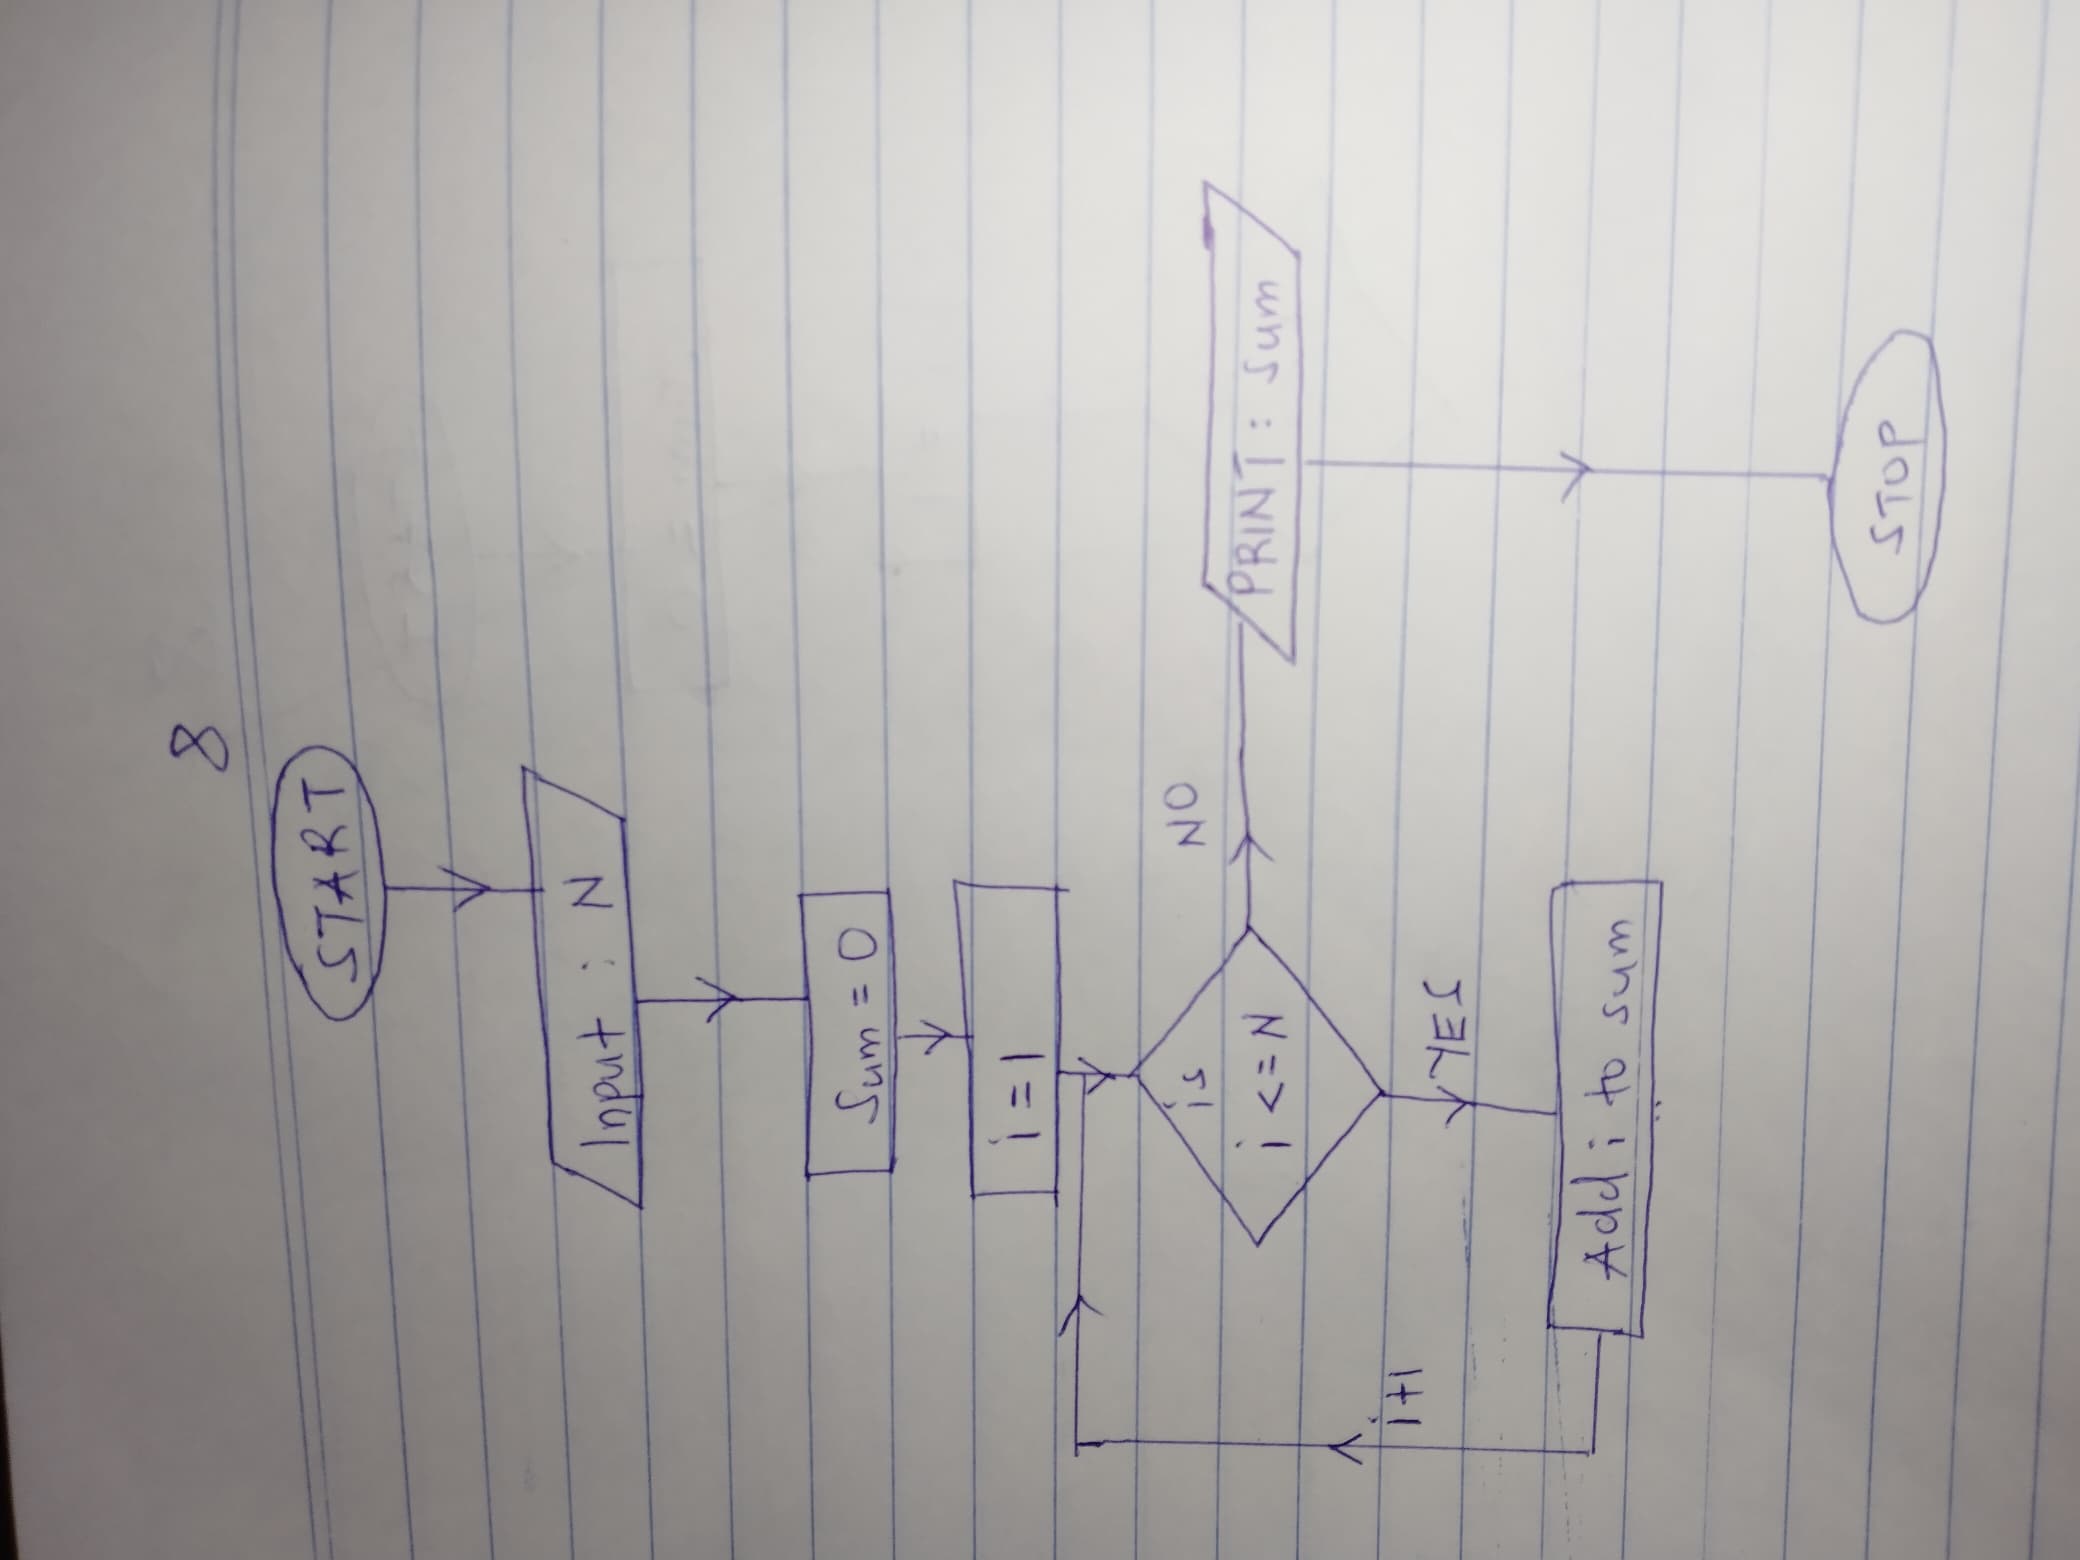 8
START
Input : N
Sum = 0
i = 1
is
i <= N
NO
PRINT : Sum
i+1
YES
Add i to sum
STOP